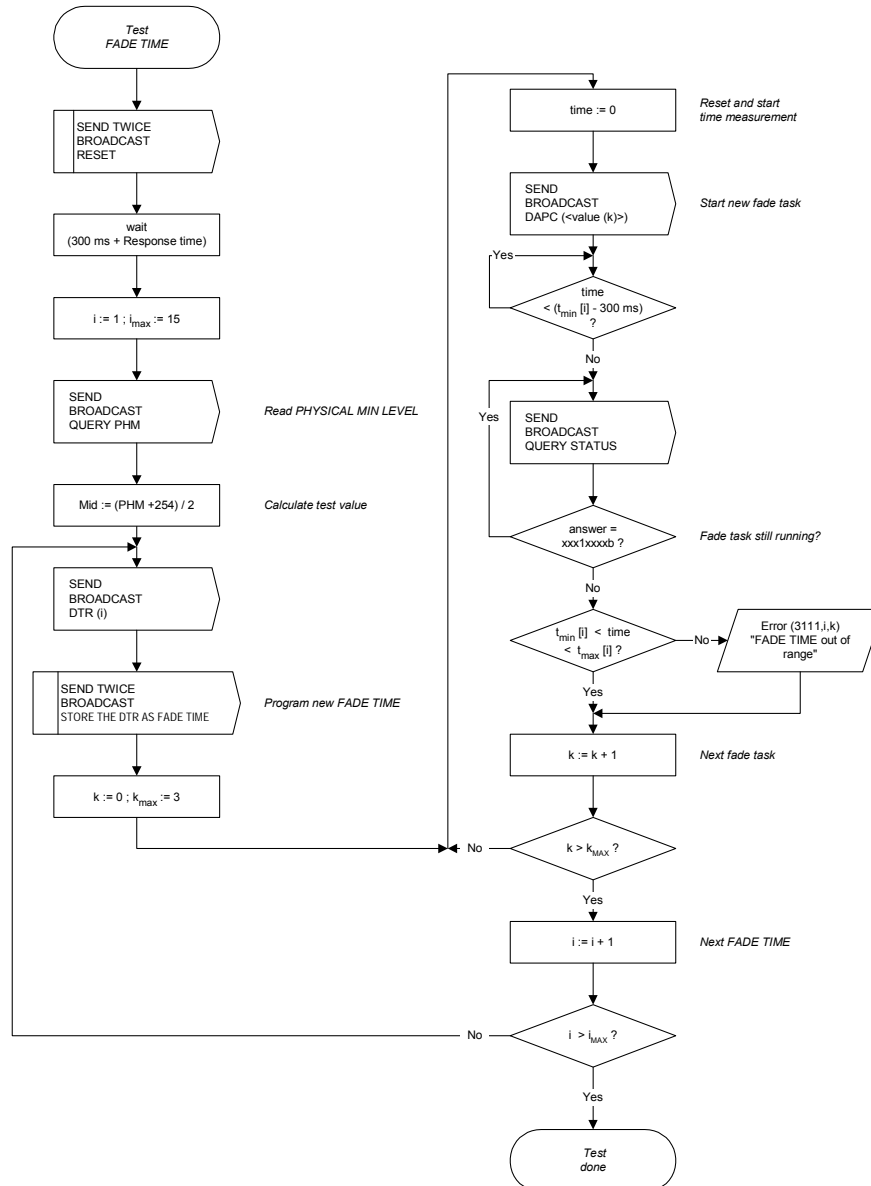 Test
FADE TIME
SEND TWICE
BROADCAST
RESET
wait
(300 ms + Response time)
i := 1 ; imax := 15
SEND
BROADCAST
QUERY PHM
Read PHYSICAL MIN LEVEL
Mid := (PHM +254) / 2
Calculate test value
SEND
BROADCAST
DTR (i)
SEND TWICE
BROADCAST
STORE THE DTR AS FADE TIME
Program new FADE TIME
k := 0 ; kmax := 3
time := 0
Reset and start
time measurement
SEND
BROADCAST
DAPC (<value (k)>)
Start new fade task
Yes
time
< (tmin [i] - 300 ms)
?
No
Yes
SEND
BROADCAST
QUERY STATUS
answer =
xxx1xxxxb ?
Fade task still running?
No
tmin [i] < time
< tmax [i] ?
No
Error (3111,i,k)
"FADE TIME out of
range"
Yes
k := k + 1
Next fade task
No
k > kMAX ?
Yes
i := i + 1
Next FADE TIME
No
i > iMAX ?
Yes
Test
done